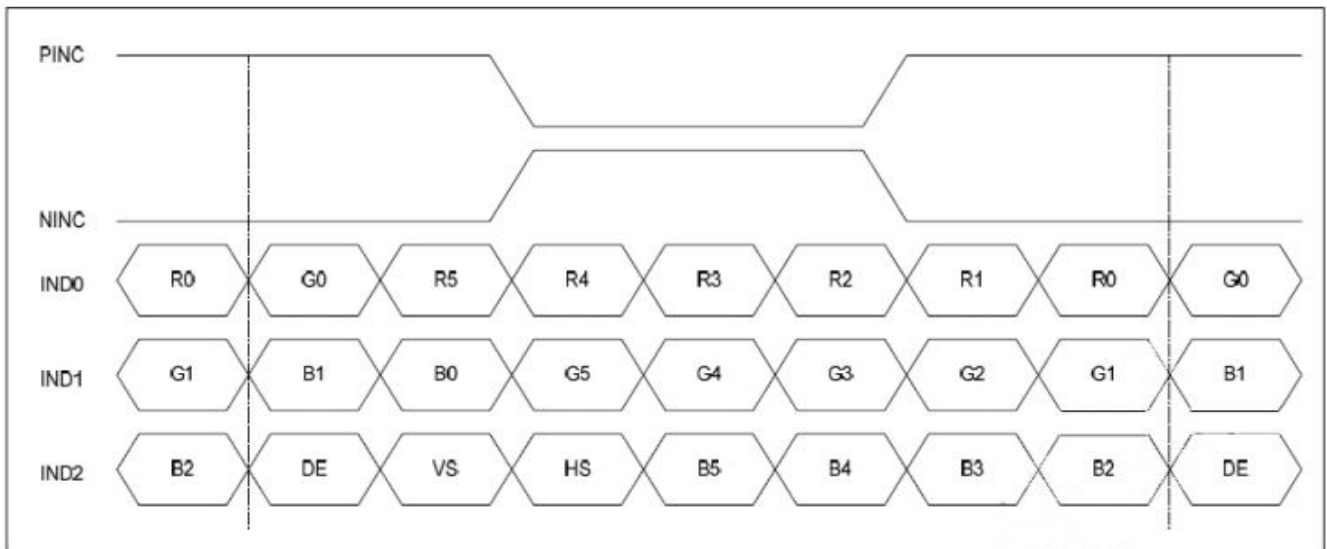 PINC
NINC
IND0 R0 G0 R5 R4 R3 R2 R1 R0 G0
IND1 G1 B1 B0 G5 G4 G3 G2 G1 B1
IND2 B2 DE VS HS B5 B4 B3 B2 DE